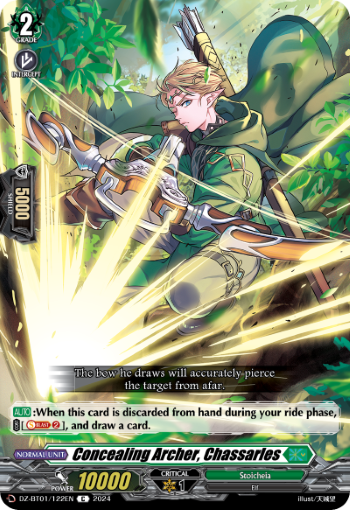 2
GRADE
INTERCEPT
5000
SHIELD
The bow he draws will accurately pierce
the target from afar.
AUTO:When this card is discarded from hand during your ride phase,
[BLAST 2], and draw a card.
NORMAL UNIT
Concealing Archer, Chassarles
POWER 10000
CRITICAL
1
Stoicheia
Elf
DZ-BT01/122EN C 2024
illust/天城望